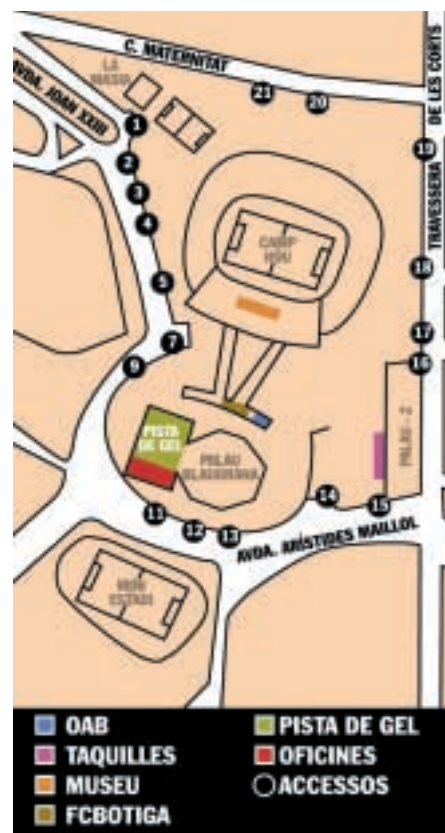 C. MATERNITAT
LA
MASIA
AVDA. JOAN XXIII
TRAVESSERA DE LES CORTS
21
20
1
2
3
4
5
7
9
19
18
17
16
CAMP
NOU
PISTA
DE GEL
PALAU
BLAUGRANA
PALAU - 2
11
12
13
14
15
AVDA. ARÍSTIDES MAILLOL
MINI
ESTADI
OAB
TAQUILLES
MUSEU
FCBOTIGA
PISTA DE GEL
OFICINES
ACCESSOS